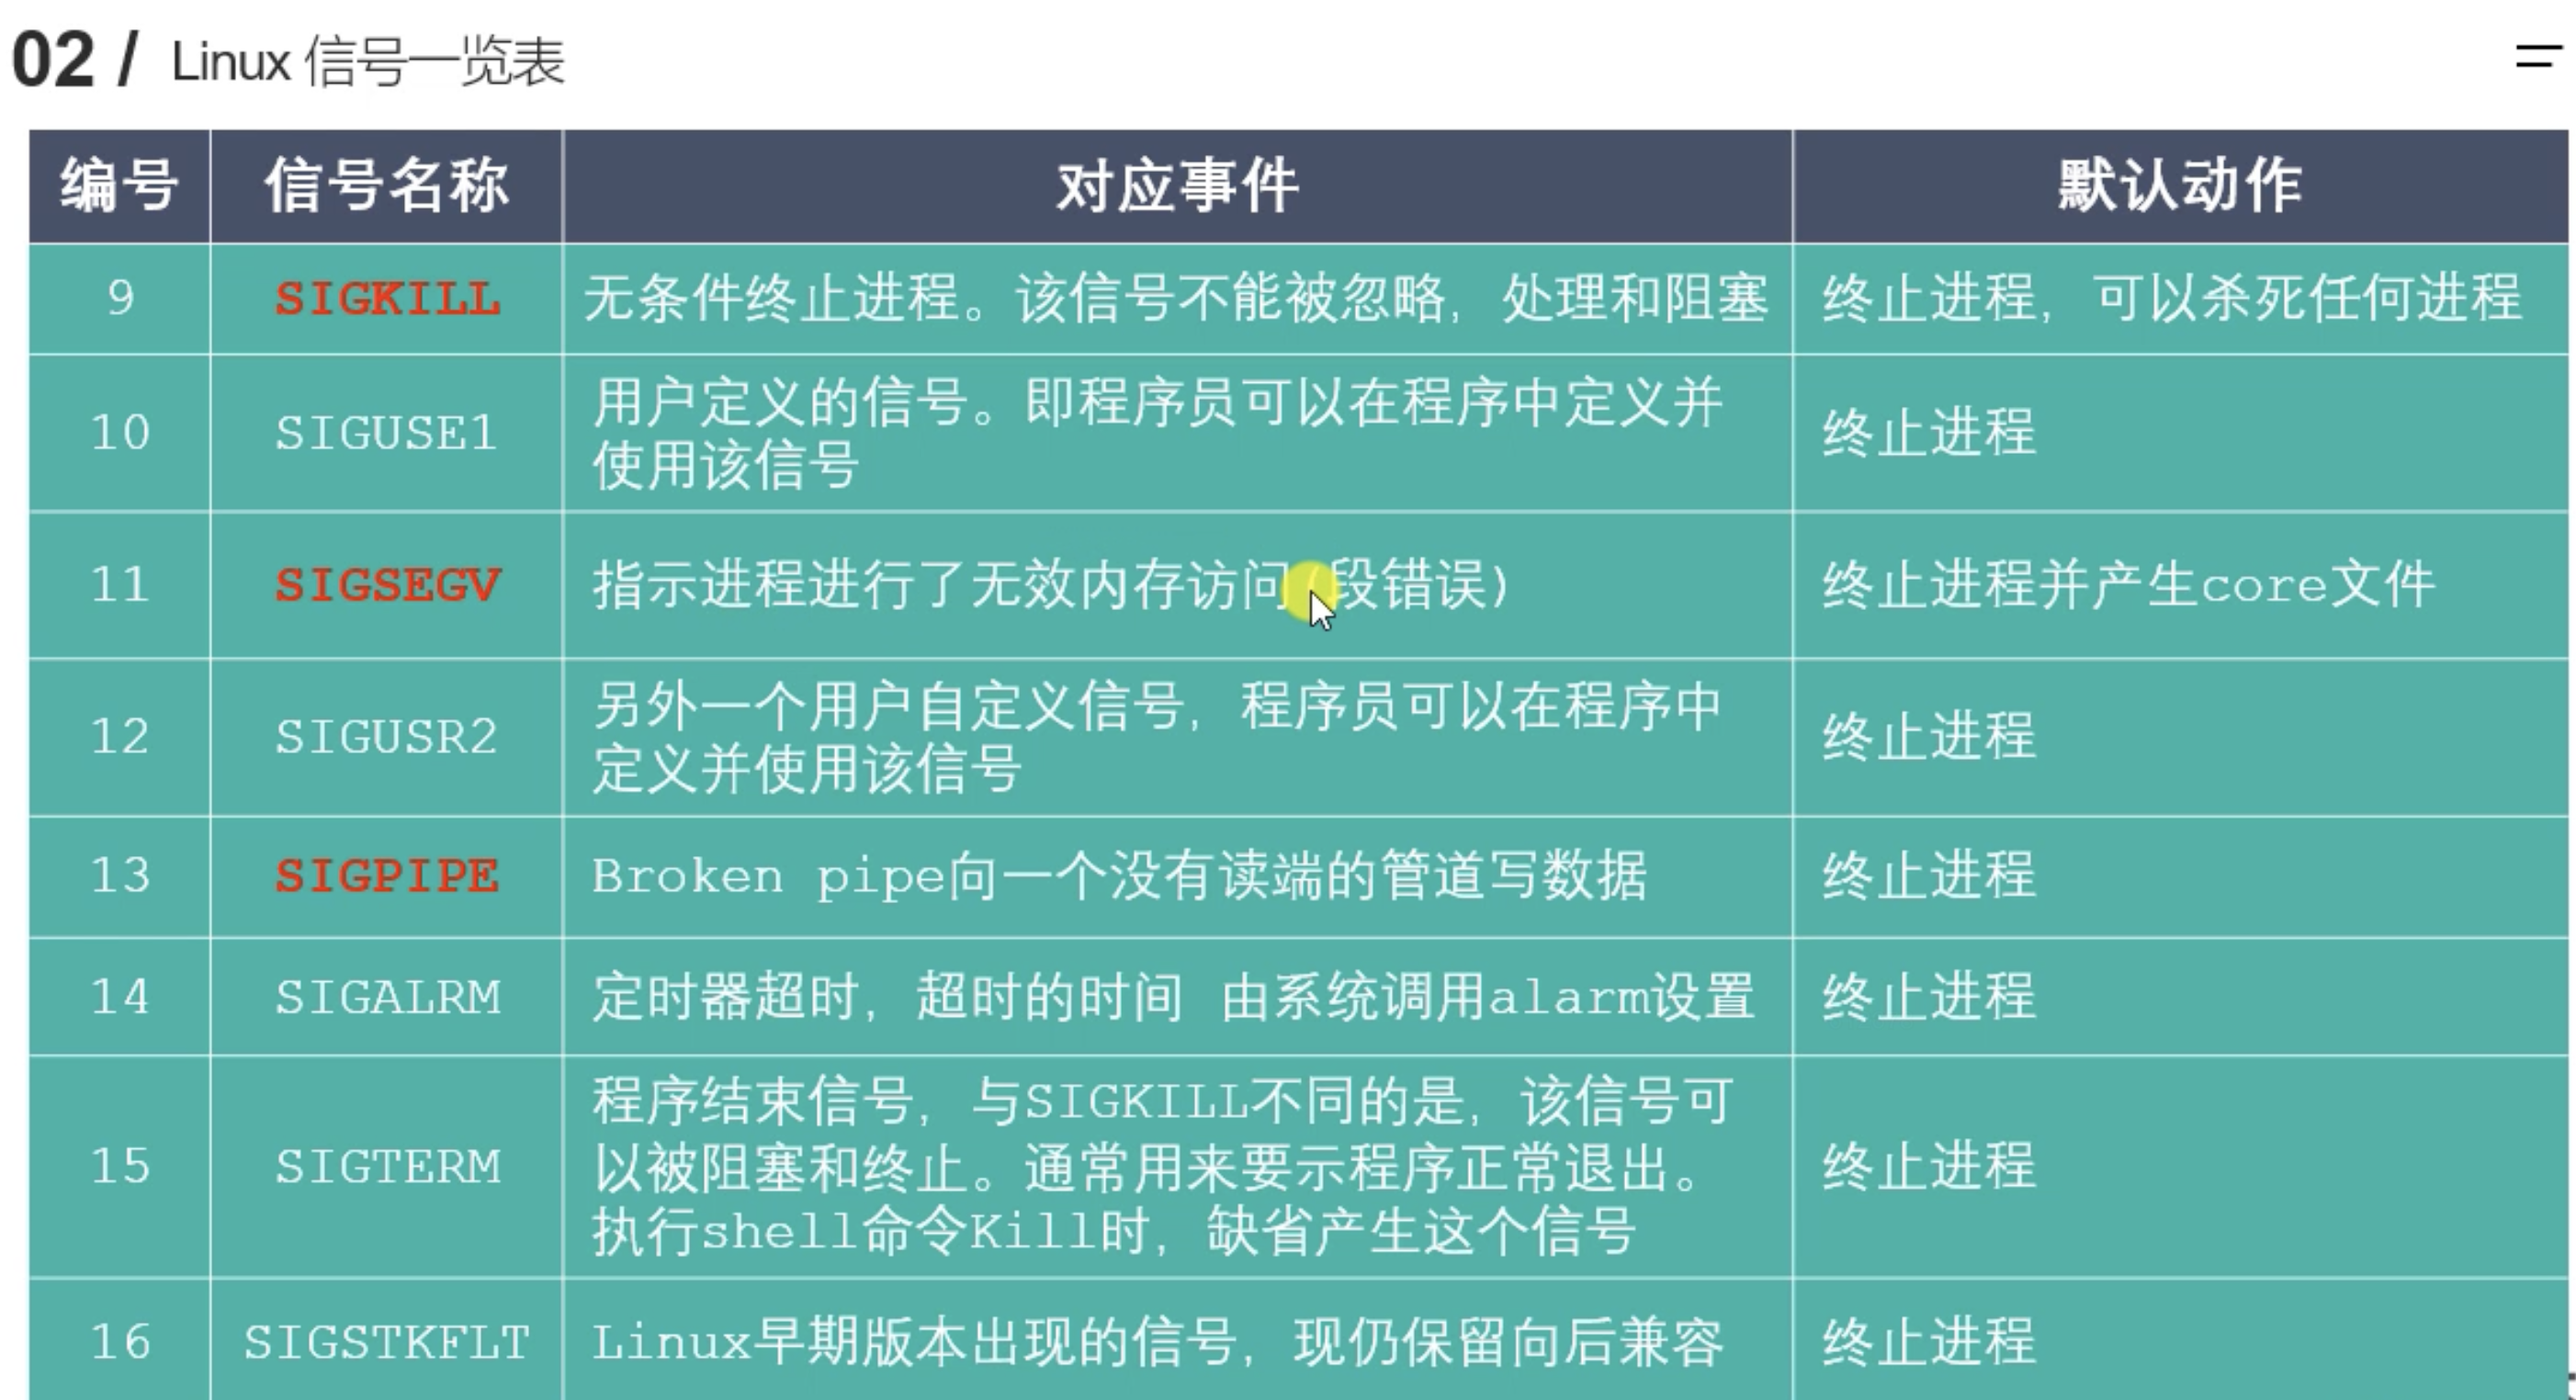 02 / Linux 信号一览表
编号 信号名称 对应事件 默认动作
9 SIGKILL 无条件终止进程。该信号不能被忽略,处理和阻塞 终止进程,可以杀死任何进程
10 SIGUSE1 用户定义的信号。即程序员可以在程序中定义并
使用该信号 终止进程
11 SIGSEGV 指示进程进行了无效内存访问(段错误) 终止进程并产生core文件
12 SIGUSR2 另外一个用户自定义信号,程序员可以在程序中
定义并使用该信号 终止进程
13 SIGPIPE Broken pipe向一个没有读端的管道写数据 终止进程
14 SIGALRM 定时器超时,超时的时间 由系统调用alarm设置 终止进程
15 SIGTERM 程序结束信号,与SIGKILL不同的是,该信号可
以被阻塞和终止。通常用来要示程序正常退出。
执行shell命令Kill时,缺省产生这个信号 终止进程
16 SIGSTKFLT Linux早期版本出现的信号,现仍保留向后兼容 终止进程